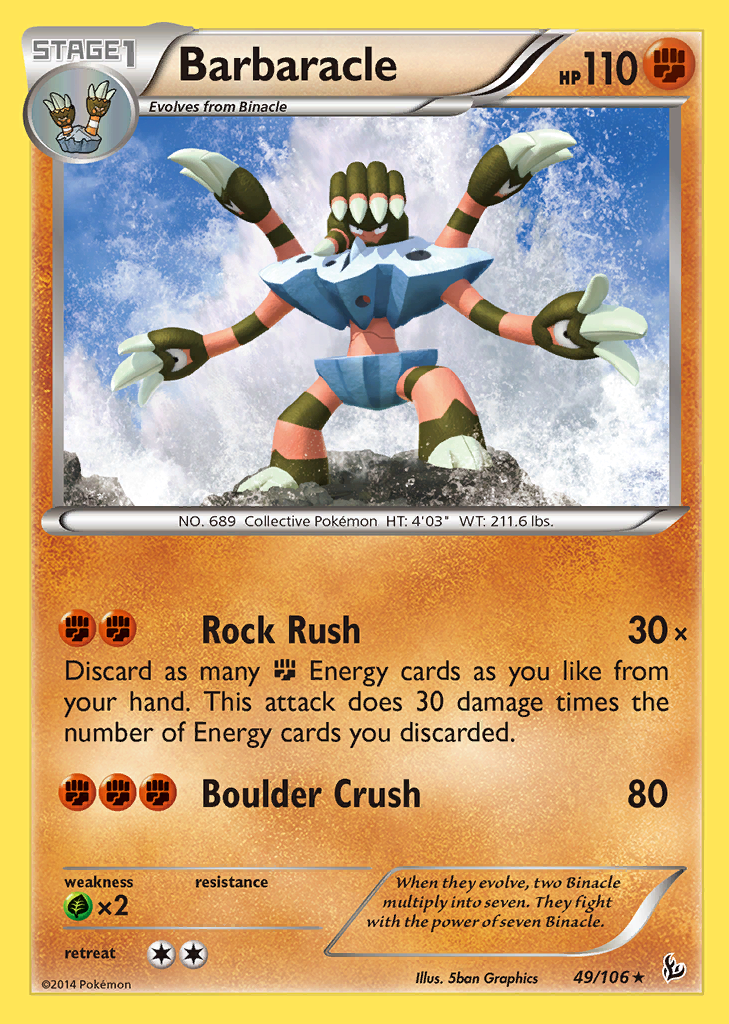 STAGE1
Barbaracle
HP110
Evolves from Binacle
NO. 689 Collective Pokémon HT: 4'03" WT: 211.6 lbs.
Rock Rush 30×
Discard as many Energy cards as you like from
your hand. This attack does 30 damage times the
number of Energy cards you discarded.
Boulder Crush 80
weakness resistance
×2
When they evolve, two Binacle
multiply into seven. They fight
with the power of seven Binacle.
retreat
©2014 Pokémon
Illus. 5ban Graphics
49/106 ★